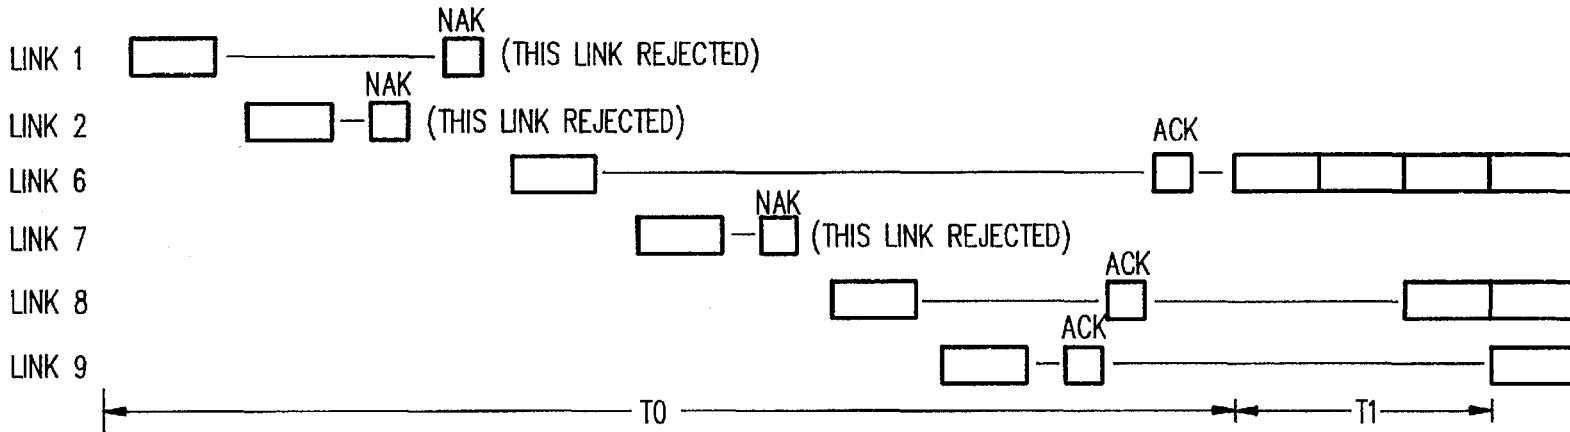 NAK
LINK 1 (THIS LINK REJECTED)
NAK
LINK 2 (THIS LINK REJECTED)
ACK
LINK 6
NAK
LINK 7 (THIS LINK REJECTED)
ACK
LINK 8
ACK
LINK 9
T0 T1